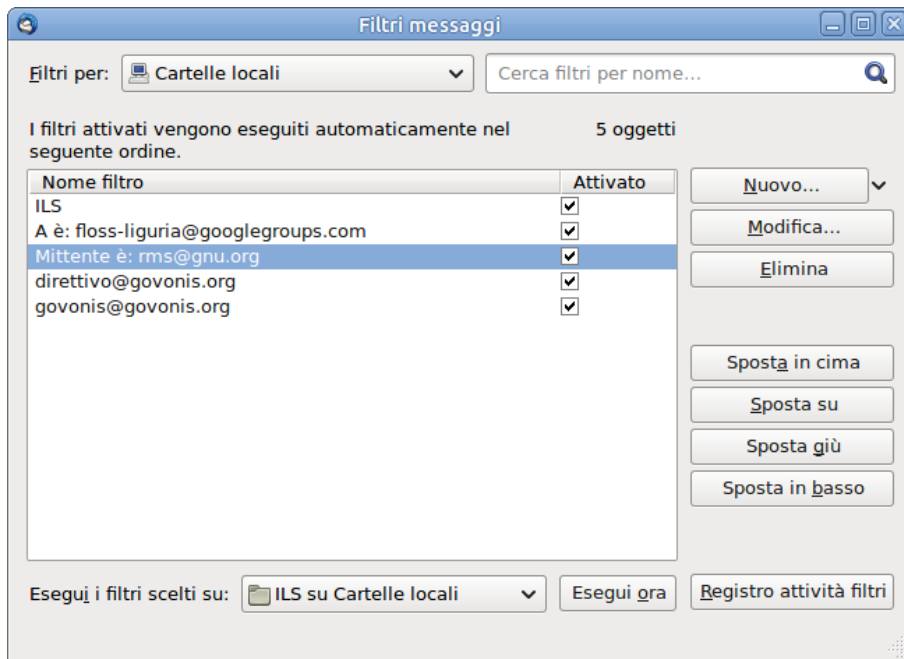 Filtri messaggi
Filtri per: Cartelle locali Cerca filtri per nome...
I filtri attivati vengono eseguiti automaticamente nel
seguente ordine.
5 oggetti
Nome filtro Attivato
ILS
A è: floss-liguria@googlegroups.com
Mittente è: rms@gnu.org
direttivo@govonis.org
govonis@govonis.org
Nuovo...
Modifica...
Elimina
Sposta in cima
Sposta su
Sposta giù
Sposta in basso
Esegui i filtri scelti su: ILS su Cartelle locali Esegui ora Registro attività filtri